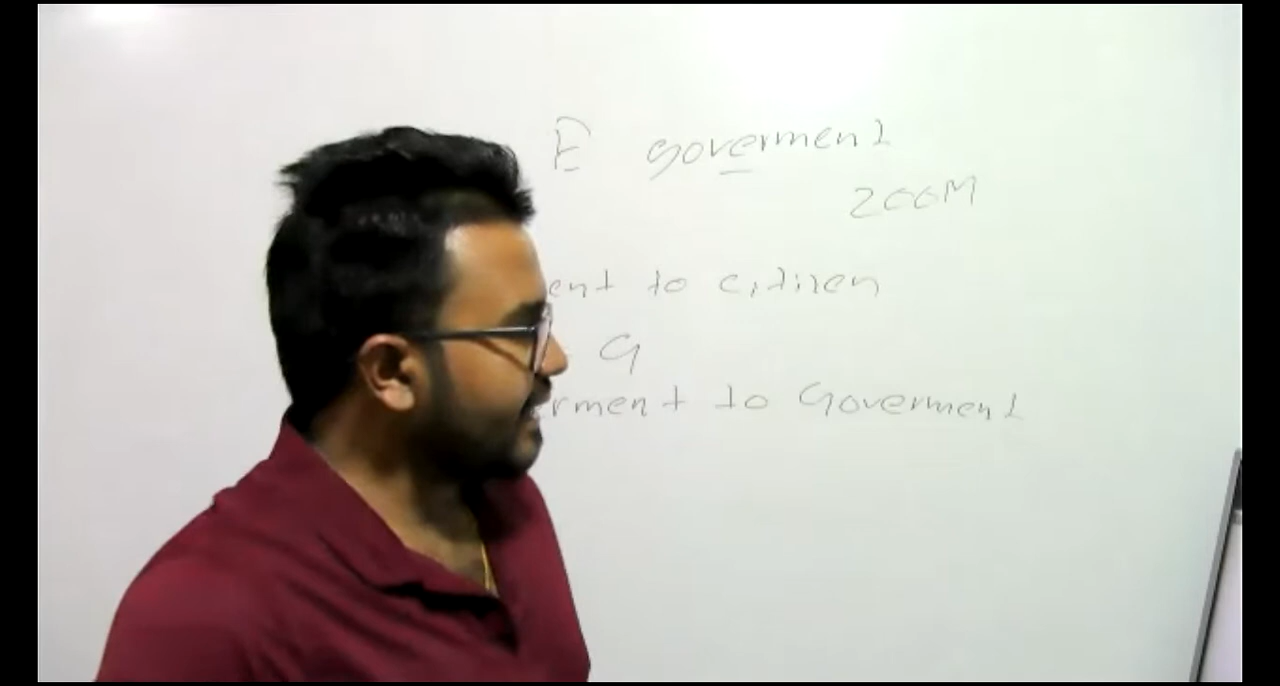 E goverment
ZOOM
ent to citizen
G
rment to Goverment